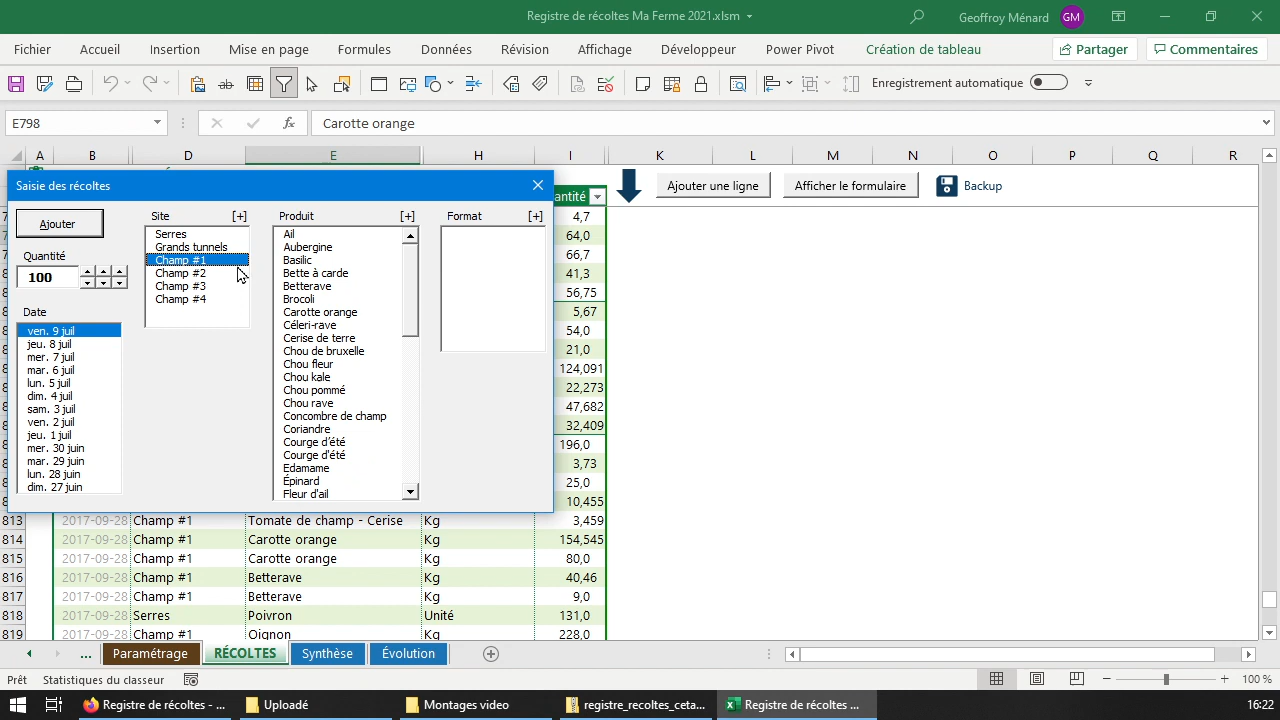 Registre de récoltes Ma Ferme 2021.xlsm
Geoffroy Ménard GM
Fichier Accueil Insertion Mise en page Formules Données Révision Affichage Développeur Power Pivot Création de tableau Partager Commentaires
Enregistrement automatique
E798 fx Carotte orange
A B D E H I K L M N O P Q R
Saisie des récoltes
antité Ajouter une ligne Afficher le formulaire Backup
Ajouter
Quantité
100
Date
ven. 9 juil
jeu. 8 juil
mer. 7 juil
mar. 6 juil
lun. 5 juil
dim. 4 juil
sam. 3 juil
ven. 2 juil
jeu. 1 juil
mer. 30 juin
mar. 29 juin
lun. 28 juin
dim. 27 juin
Site [+]
Serres
Grands tunnels
Champ #1
Champ #2
Champ #3
Champ #4
Produit [+]
Ail
Aubergine
Basilic
Bette à carde
Betterave
Brocoli
Carotte orange
Céleri-rave
Cerise de terre
Chou de bruxelle
Chou fleur
Chou kale
Chou pommé
Chou rave
Concombre de champ
Coriandre
Courge d'été
Courge d'été
Edamame
Épinard
Fleur d'ail
Format [+]
4,7
64,0
66,7
41,3
56,75
5,67
54,0
21,0
124,091
22,273
47,682
32,409
196,0
3,73
25,0
10,455
813 2017-09-28 Champ #1 Tomate de champ - Cerise Kg 3,459
814 2017-09-28 Champ #1 Carotte orange Kg 154,545
815 2017-09-28 Champ #1 Carotte orange Kg 80,0
816 2017-09-28 Champ #1 Betterave Kg 40,46
817 2017-09-28 Champ #1 Betterave Kg 9,0
818 2017-09-28 Serres Poivron Unité 131,0
819 2017-09-28 Champ #1 Oignon Kg 228,0
... Paramétrage RÉCOLTES Synthèse Évolution
Prêt Statistiques du classeur 100 %
Registre de récoltes - ... Uploadé Montages video registre_recoltes_ceta... Registre de récoltes ... 16:22